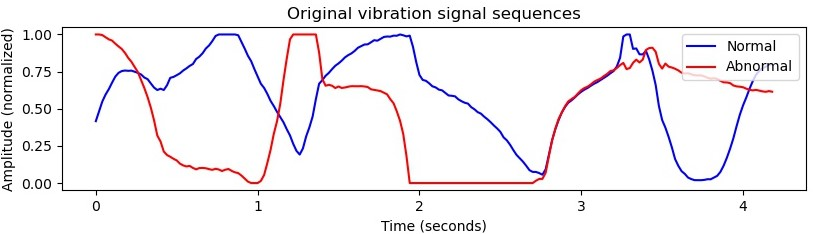 Original vibration signal sequences
Amplitude (normalized)
1.00
0.75
0.50
0.25
0.00
Normal
Abnormal
0 1 2 3 4
Time (seconds)